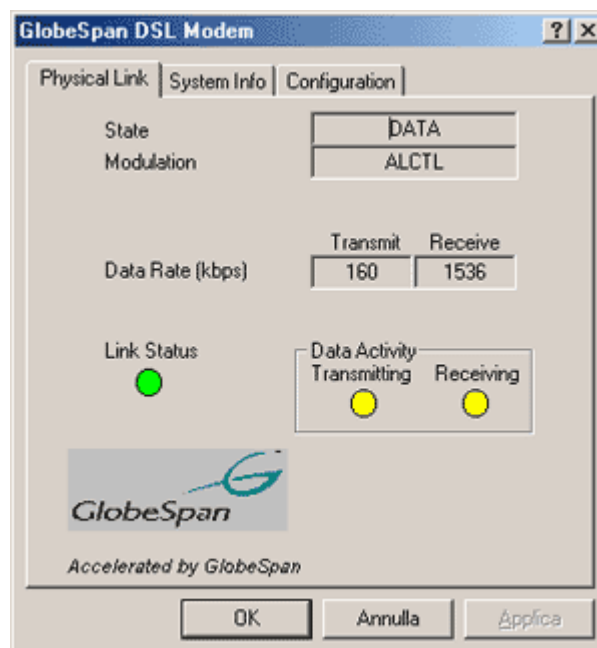 GlobeSpan DSL Modem
Physical Link System Info Configuration
State DATA
Modulation ALCTL
Transmit Receive
Data Rate (kbps) 160 1536
Link Status
Data Activity
Transmitting Receiving
GlobeSpan
Accelerated by GlobeSpan
OK Annulla Applica